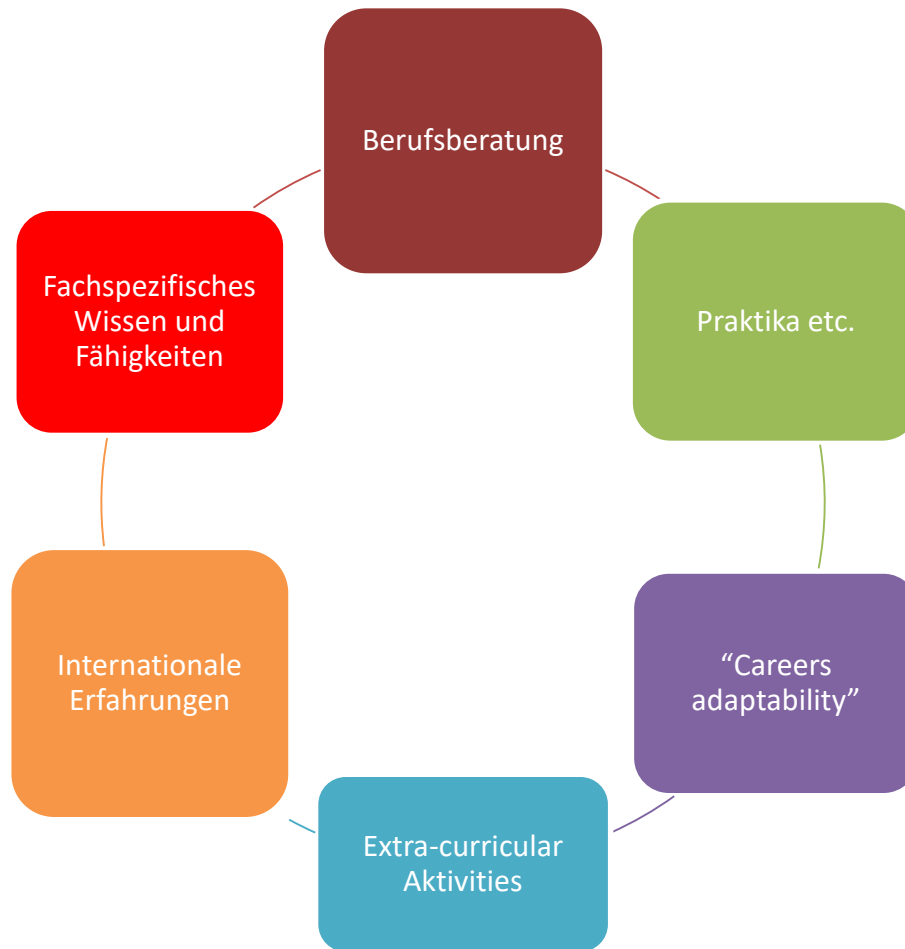 Berufsberatung
Praktika etc.
“Careers
adaptability”
Extra-curricular
Aktivities
Internationale
Erfahrungen
Fachspezifisches
Wissen und
Fähigkeiten